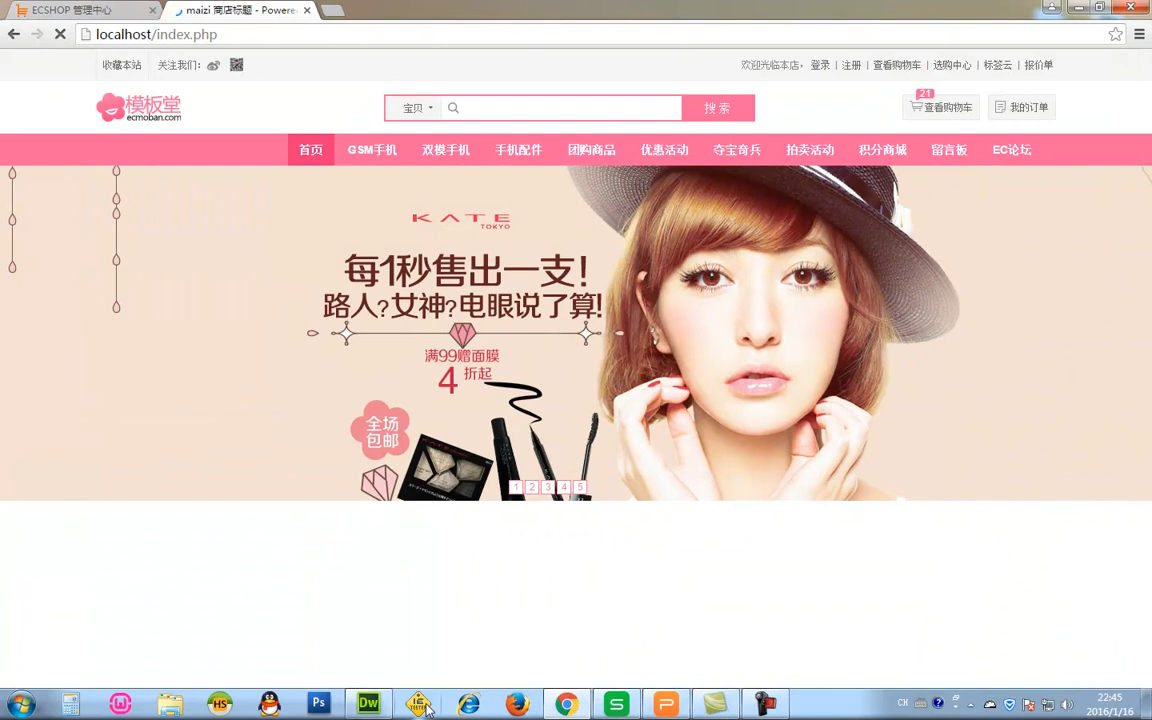 ECSHOP 管理中心
maizi 商店标题 - Powere
localhost/index.php
收藏本站 关注我们:
欢迎光临本店, 登录 | 注册 | 查看购物车 | 选购中心 | 标签云 | 报价单
模板堂
ecmoban.com
宝贝
搜 索
21
查看购物车
我的订单
首页 GSM手机 双模手机 手机配件 团购商品 优惠活动 夺宝奇兵 拍卖活动 积分商城 留言板 EC论坛
KATE
TOKYO
每1秒售出一支!
路人?女神?电眼说了算!
满99赠面膜
4 折起
全场
包邮
1 2 3 4 5
HS
Ps
Dw
IE
CH
22:45
2016/1/16